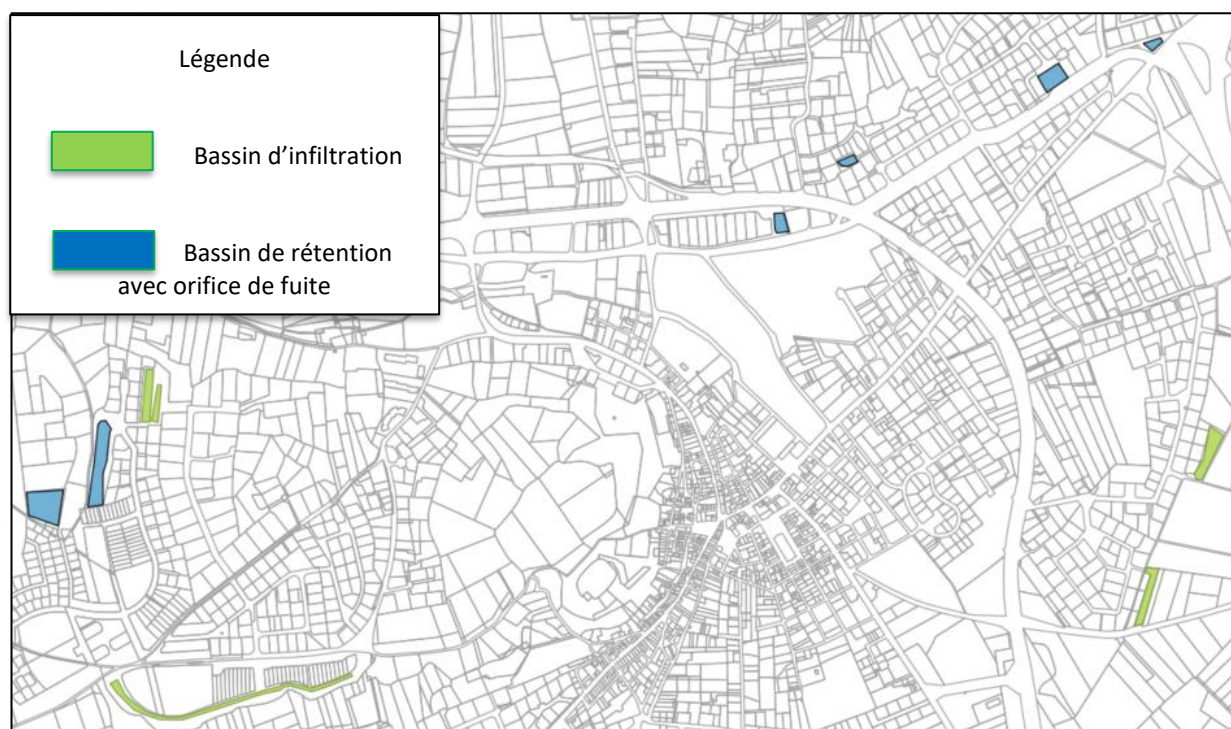 Légende
Bassin d’infiltration
Bassin de rétention
avec orifice de fuite